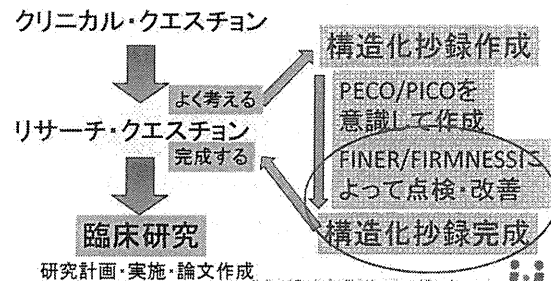 クリニカル・クエスチョン
構造化抄録作成
よく考える
PECO/PICOを
意識して作成
リサーチ・クエスチョン
完成する
FINER/FIRMNESSに
よって点検・改善
臨床研究
構造化抄録完成
研究計画・実施・論文作成